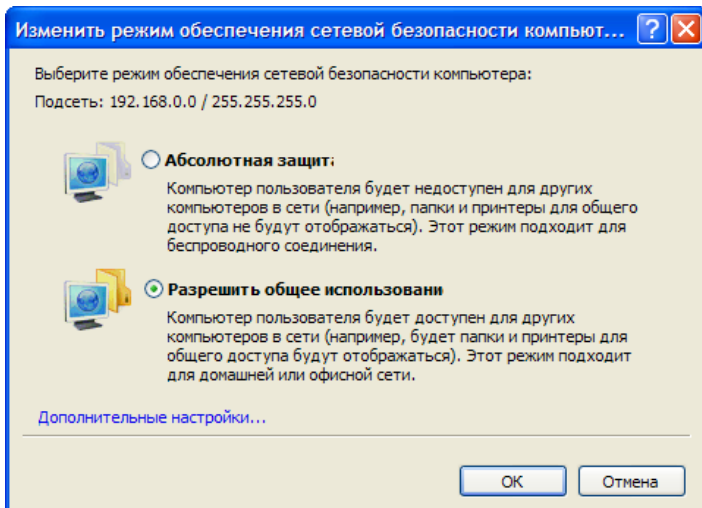 Изменить режим обеспечения сетевой безопасности компьют...
Выберите режим обеспечения сетевой безопасности компьютера:
Подсеть: 192.168.0.0 / 255.255.255.0
Абсолютная защита
Компьютер пользователя будет недоступен для других
компьютеров в сети (например, папки и принтеры для общего
доступа не будут отображаться). Этот режим подходит для
беспроводного соединения.
Разрешить общее использовани
Компьютер пользователя будет доступен для других
компьютеров в сети (например, будет папки и принтеры для
общего доступа будут отображаться). Этот режим подходит
для домашней или офисной сети.
Дополнительные настройки...
ОК
Отмена